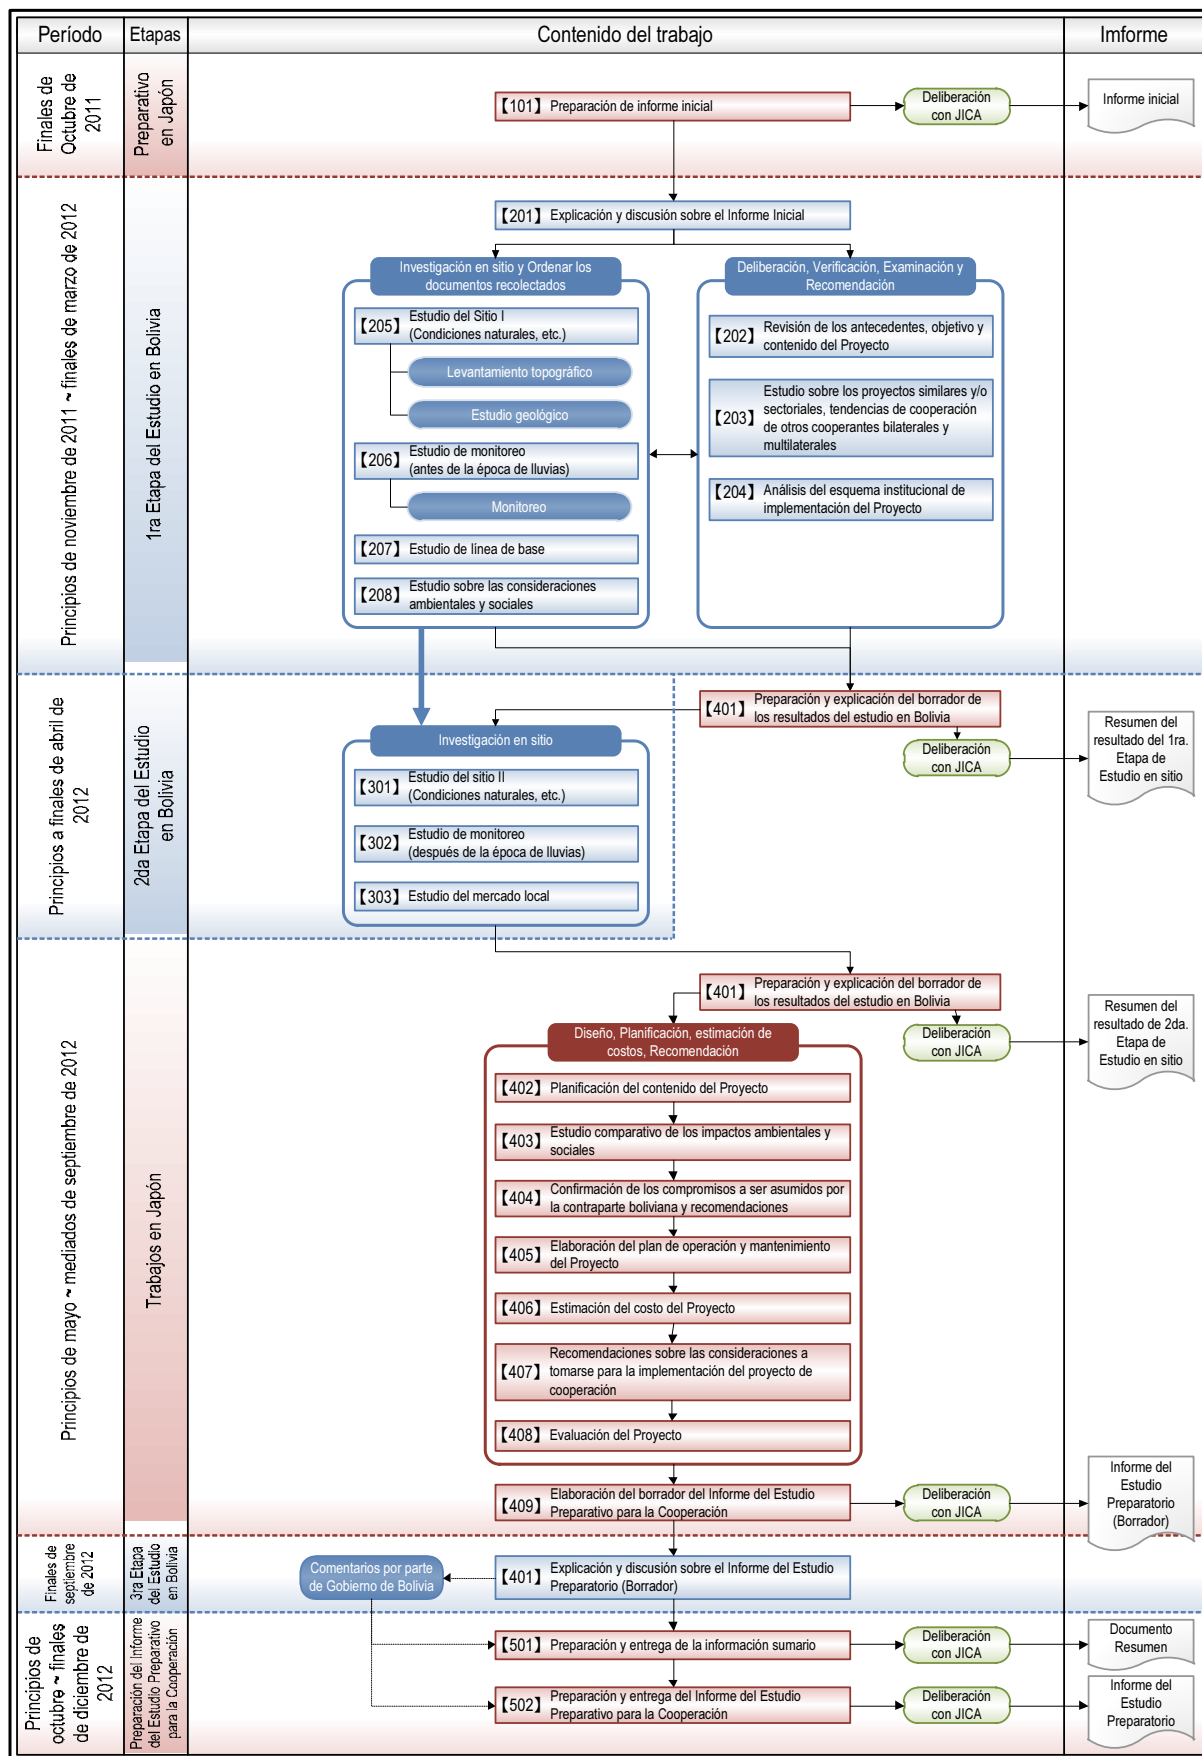 Período
Etapas
Contenido del trabajo
Imforme
Finales de
Octubre de
2011
Preparativo
en Japón
【101】 Preparación de informe inicial
Deliberación
con JICA
Informe inicial
Principios de noviembre de 2011 ~ finales de marzo de 2012
1ra Etapa del Estudio en Bolivia
【201】 Explicación y discusión sobre el Informe Inicial
Investigación en sitio y Ordenar los
documentos recolectados
【205】 Estudio del Sitio I
(Condiciones naturales, etc.)
Levantamiento topográfico
Estudio geológico
【206】 Estudio de monitoreo
(antes de la época de lluvias)
Monitoreo
【207】 Estudio de línea de base
【208】 Estudio sobre las consideraciones
ambientales y sociales
Deliberación, Verificación, Examinación y
Recomendación
【202】 Revisión de los antecedentes, objetivo y
contenido del Proyecto
【203】 Estudio sobre los proyectos similares y/o
sectoriales, tendencias de cooperación
de otros cooperantes bilaterales y
multilaterales
【204】 Análisis del esquema institucional de
implementación del Proyecto
Principios a finales de abril de
2012
2da Etapa del Estudio
en Bolivia
【401】 Preparación y explicación del borrador de
los resultados del estudio en Bolivia
Deliberación
con JICA
Resumen del
resultado del 1ra.
Etapa de
Estudio en sitio
Investigación en sitio
【301】 Estudio del sitio II
(Condiciones naturales, etc.)
【302】 Estudio de monitoreo
(después de la época de lluvias)
【303】 Estudio del mercado local
Principios de mayo ~ mediados de septiembre de 2012
Trabajos en Japón
【401】 Preparación y explicación del borrador de
los resultados del estudio en Bolivia
Deliberación
con JICA
Resumen del
resultado de 2da.
Etapa de
Estudio en sitio
Diseño, Planificación, estimación de
costos, Recomendación
【402】 Planificación del contenido del Proyecto
【403】 Estudio comparativo de los impactos ambientales y
sociales
【404】 Confirmación de los compromisos a ser asumidos por
la contraparte boliviana y recomendaciones
【405】 Elaboración del plan de operación y mantenimiento
del Proyecto
【406】 Estimación del costo del Proyecto
【407】 Recomendaciones sobre las consideraciones a
tomarse para la implementación del proyecto de
cooperación
【408】 Evaluación del Proyecto
【409】 Elaboración del borrador del Informe del Estudio
Preparativo para la Cooperación
Deliberación
con JICA
Informe del
Estudio
Preparatorio
(Borrador)
Finales de
septiembre
de 2012
3ra Etapa
del Estudio
en Bolivia
Comentarios por parte
de Gobierno de Bolivia
【401】 Explicación y discusión sobre el Informe del Estudio
Preparatorio (Borrador)
Principios de
octubre ~ finales
de diciembre de
2012
Preparación del Informe
del Estudio Preparativo
para la Cooperación
【501】 Preparación y entrega de la información sumario
Deliberación
con JICA
Documento
Resumen
【502】 Preparación y entrega del Informe del Estudio
Preparativo para la Cooperación
Deliberación
con JICA
Informe del
Estudio
Preparatorio